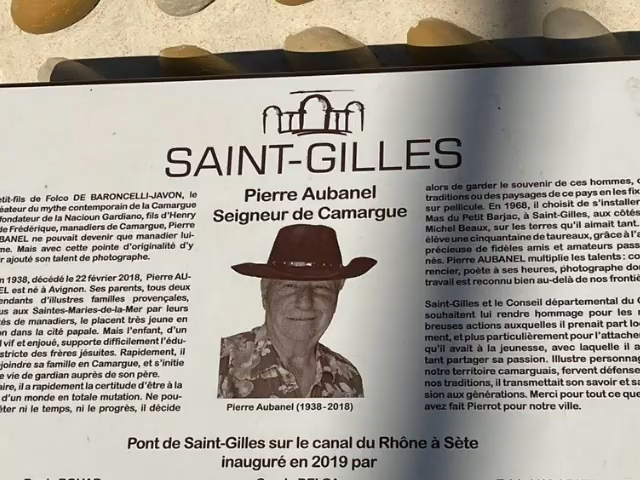 SAINT-GILLES
Pierre Aubanel
Seigneur de Camargue
etit-fils de Folco DE BARONCELLI-JAVON, le
éateur du mythe contemporain de la Camargue
fondateur de la Nacioun Gardiano, fils d'Henry
de Frédérique, manadiers de Camargue, Pierre
BANEL ne pouvait devenir que manadier lui-
me. Mais avec cette pointe d'originalité d'y
r ajouté son talent de photographe.
n 1938, décédé le 22 février 2018, Pierre AU-
EL est né à Avignon. Ses parents, tous deux
endants d'illustres familles provençales,
us aux Saintes-Maries-de-la-Mer par leurs
tés de manadiers, le placent très jeune en
on dans la cité papale. Mais l'enfant, d'un
l vif et enjoué, supporte difficilement l'édu-
stricte des frères jésuites. Rapidement, il
ejoindre sa famille en Camargue, et s'initie
e vie de gardian auprès de son père.
aire, il a rapidement la certitude d'être à la
d'un monde en totale mutation. Ne pou-
êter ni le temps, ni le progrès, il décide
alors de garder le souvenir de ces hommes,
traditions ou des paysages de ce pays en les fix
sur pellicule. En 1968, il choisit de s'installer
Mas du Petit Barjac, à Saint-Gilles, aux côtés
Michel Beaux, sur les terres qu'il aimait tant.
élève une cinquantaine de taureaux, grâce à l'a
précieuse de fidèles amis et amateurs pass
nés. Pierre AUBANEL multiplie les talents : co
rencier, poète à ses heures, photographe do
travail est reconnu bien au-delà de nos frontiè
Saint-Gilles et le Conseil départemental du
souhaitent lui rendre hommage pour les n
breuses actions auxquelles il prenait part lo
ment, et plus particulièrement pour l'attache
qu'il avait à la jeunesse, avec laquelle il a
tant partager sa passion. Illustre personna
notre territoire camarguais, fervent défense
nos traditions, il transmettait son savoir et sa
sion aux générations. Merci pour tout ce que
avez fait Pierrot pour notre ville.
Pierre Aubanel (1938-2018)
Pont de Saint-Gilles sur le canal du Rhône à Sète
inauguré en 2019 par